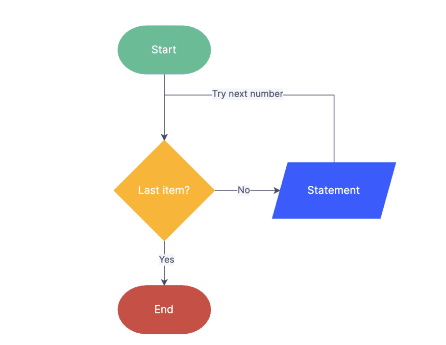 Start
Try next number
Last item?
No
Statement
Yes
End